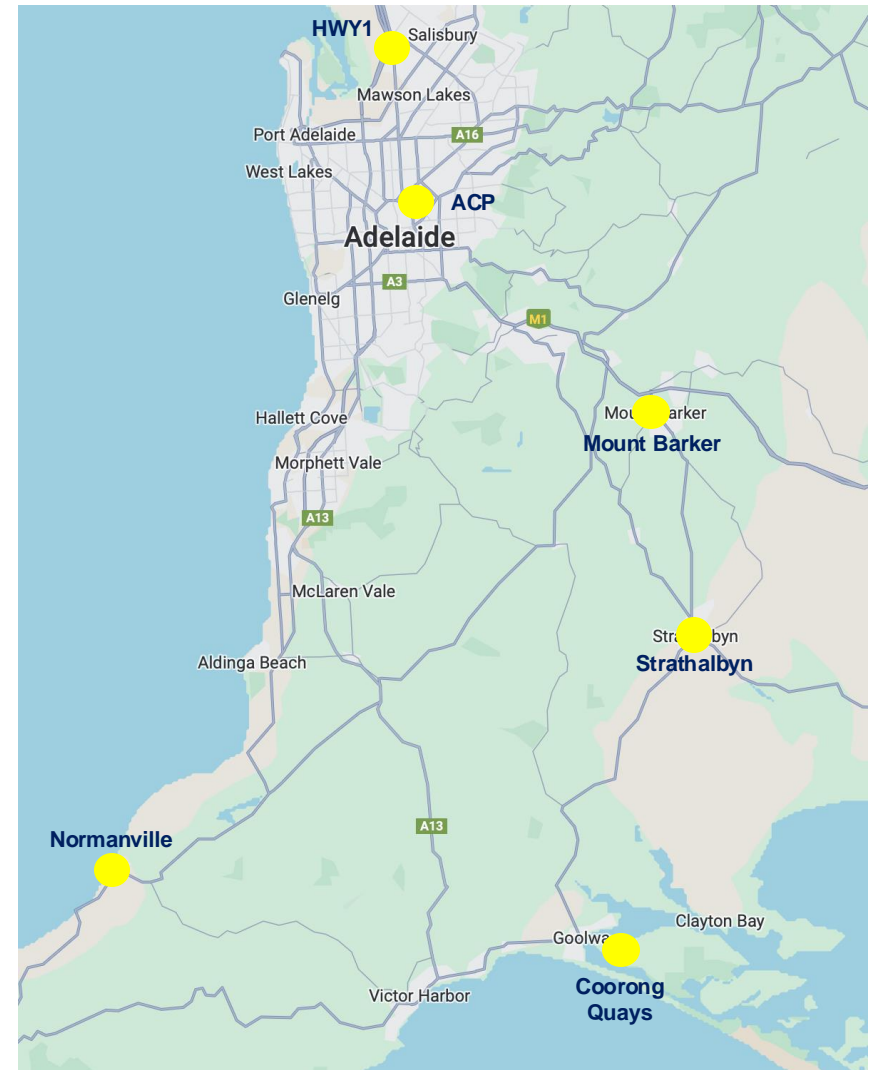 HWY1
Salisbury
Mawson Lakes
Port Adelaide
A16
West Lakes
ACP
Adelaide
A3
Glenelg
M1
Hallett Cove
Mount Barker
Morphett Vale
A13
McLaren Vale
Aldinga Beach
Strathalbyn
Normanville
A13
Clayton Bay
Goolwa
Victor Harbor
Coorong
Quays